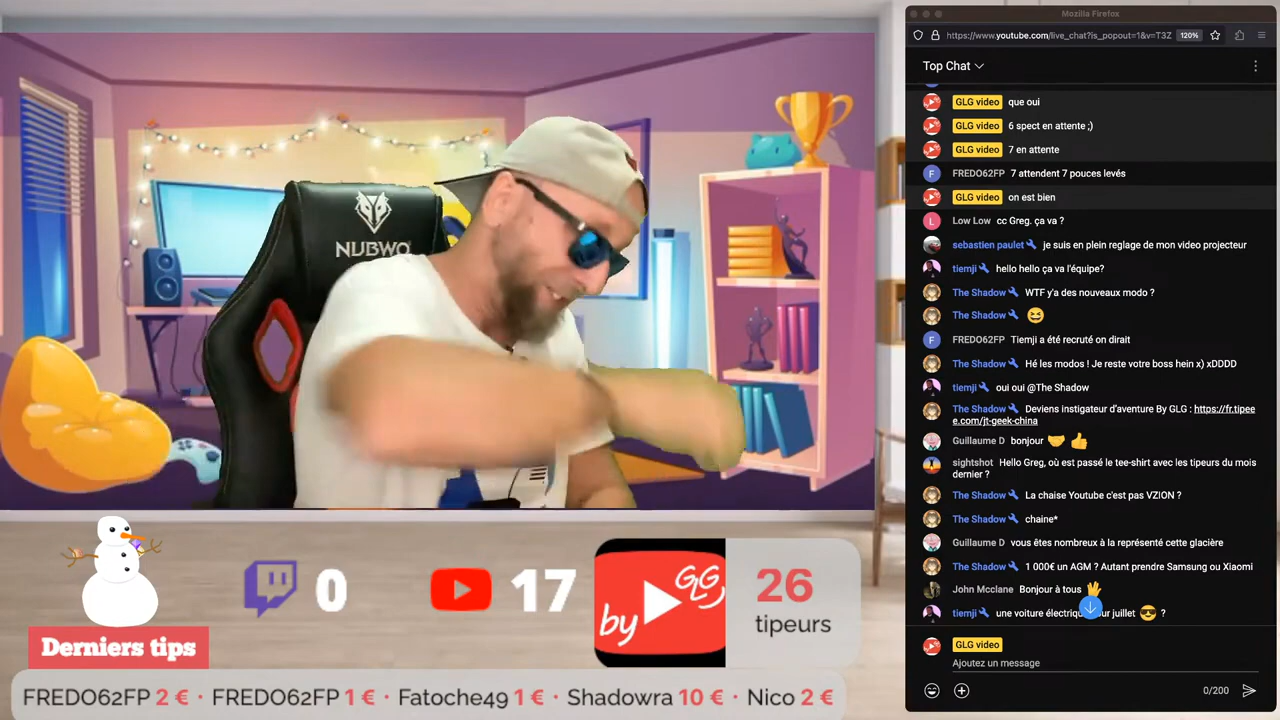 Mozilla Firefox
https://www.youtube.com/live_chat?is_popout=1&v=T3Z
120%
Top Chat
GLG video que oui
GLG video 6 spect en attente ;)
GLG video 7 en attente
F FREDO62FP 7 attendent 7 pouces levés
GLG video on est bien
L Low Low cc Greg. ça va ?
sebastien paulet je suis en plein reglage de mon video projecteur
tiemji hello hello ça va l'équipe?
The Shadow WTF y'a des nouveaux modo ?
The Shadow 😆
F FREDO62FP Tiemji a été recruté on dirait
The Shadow Hé les modos ! Je reste votre boss hein x) xDDDD
tiemji oui oui @The Shadow
The Shadow Deviens instigateur d'aventure By GLG : https://fr.tipee
e.com/jt-geek-china
Guillaume D bonjour 🤝 👍
sightshot Hello Greg, où est passé le tee-shirt avec les tipeurs du mois
dernier ?
The Shadow La chaise Youtube c'est pas VZION ?
The Shadow chaine*
Guillaume D vous êtes nombreux à la représenté cette glacière
The Shadow 1 000€ un AGM ? Autant prendre Samsung ou Xiaomi
John Mcclane Bonjour à tous 🖖
tiemji une voiture électriqu ur juillet 😎 ?
GLG video
Ajoutez un message
0/200
NUBWO
0
17
by GLG
26
tipeurs
Derniers tips
FREDO62FP 2 € · FREDO62FP 1 € · Fatoche49 1 € · Shadowra 10 € · Nico 2 €